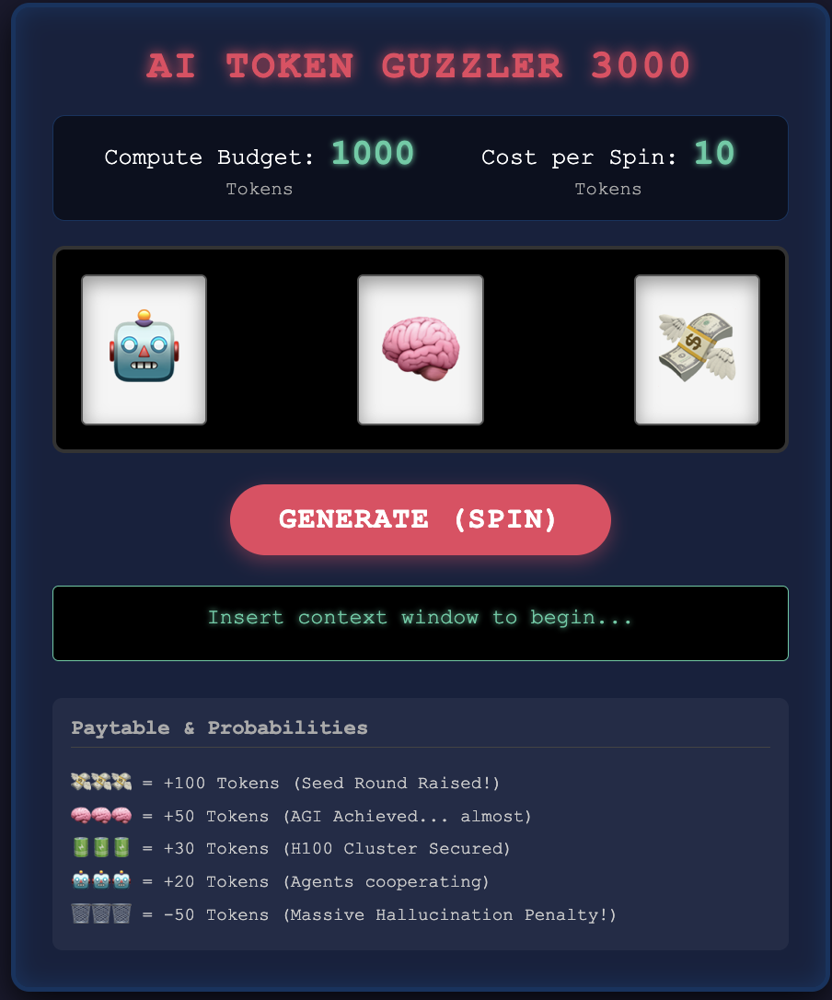 AI TOKEN GUZZLER 3000
Compute Budget: 1000 Tokens
Cost per Spin: 10 Tokens
GENERATE (SPIN)
Insert context window to begin...
Paytable & Probabilities
💸💸💸 = +100 Tokens (Seed Round Raised!)
🧠🧠🧠 = +50 Tokens (AGI Achieved... almost)
🔋🔋🔋 = +30 Tokens (H100 Cluster Secured)
🤖🤖🤖 = +20 Tokens (Agents cooperating)
🗑️🗑️🗑️ = -50 Tokens (Massive Hallucination Penalty!)